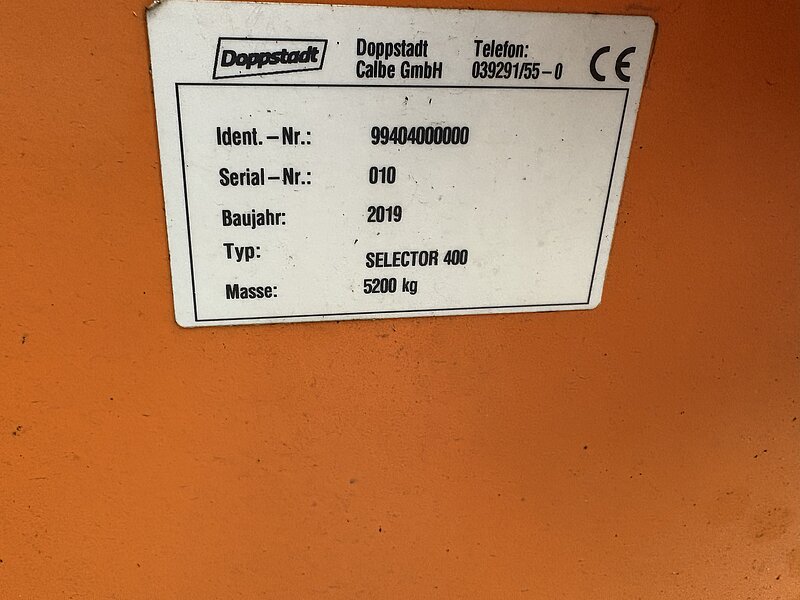 Doppstadt Doppstadt Telefon:
Calbe GmbH 039291/55-0 CE
Ident.-Nr.: 99404000000
Serial-Nr.: 010
Baujahr: 2019
Typ: SELECTOR 400
Masse: 5200 kg